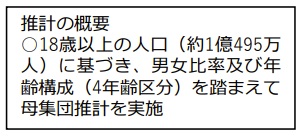 推計の概要
○18歳以上の人口（約1億495万
人）に基づき、男女比率及び年
齢構成（4年齢区分）を踏まえて
母集団推計を実施